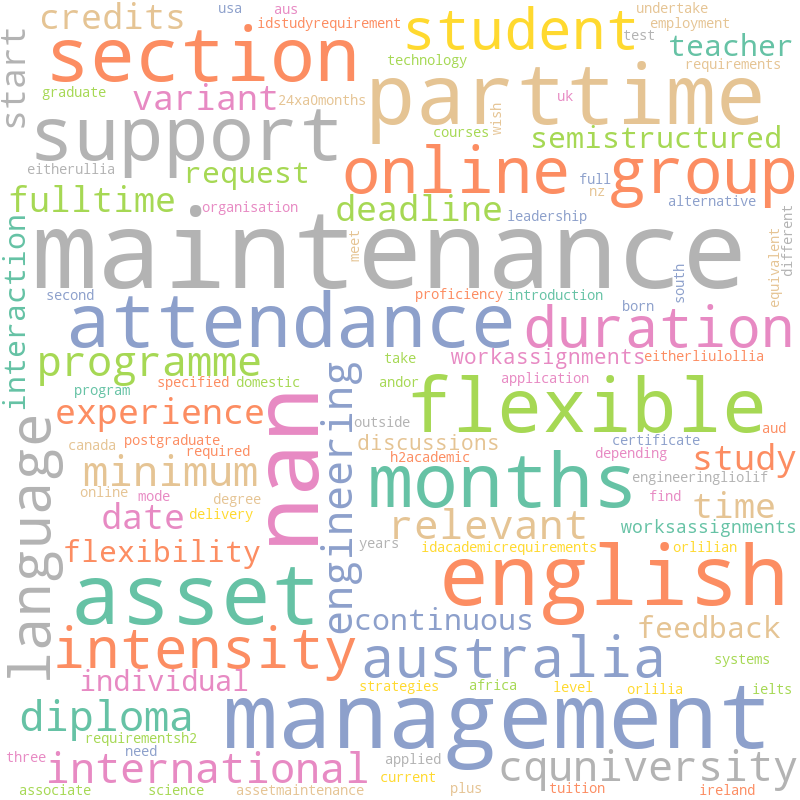 usa aus undertake
credits idstudyrequirement student employment
start section technology test teacher
graduate variant 24xa0months parttime requirements
support courses wish uk semistructured
eitherullia request online group full nz
fulltime organisation deadline leadership alternative
maintenance meet equivalent different
interaction second proficiency introduction born south
attendance duration
programme take workassignments eitherliulollia
program specified domestic andor application
experience nan engineering outside flexible aud
language canada postgraduate required discussions certificate
minimum h2academic months depending study
online mode degree engineeringliolif
date delivery relevant find time
flexibility years idacademicrequirements worksassignments orlilian
asset english
continuous feedback
intensity australia systems
individual strategies africa level orlilia ielts
diploma management
requirementsh2 need
three international applied current cquniversity
associate science assetmaintenance plus tuition ireland